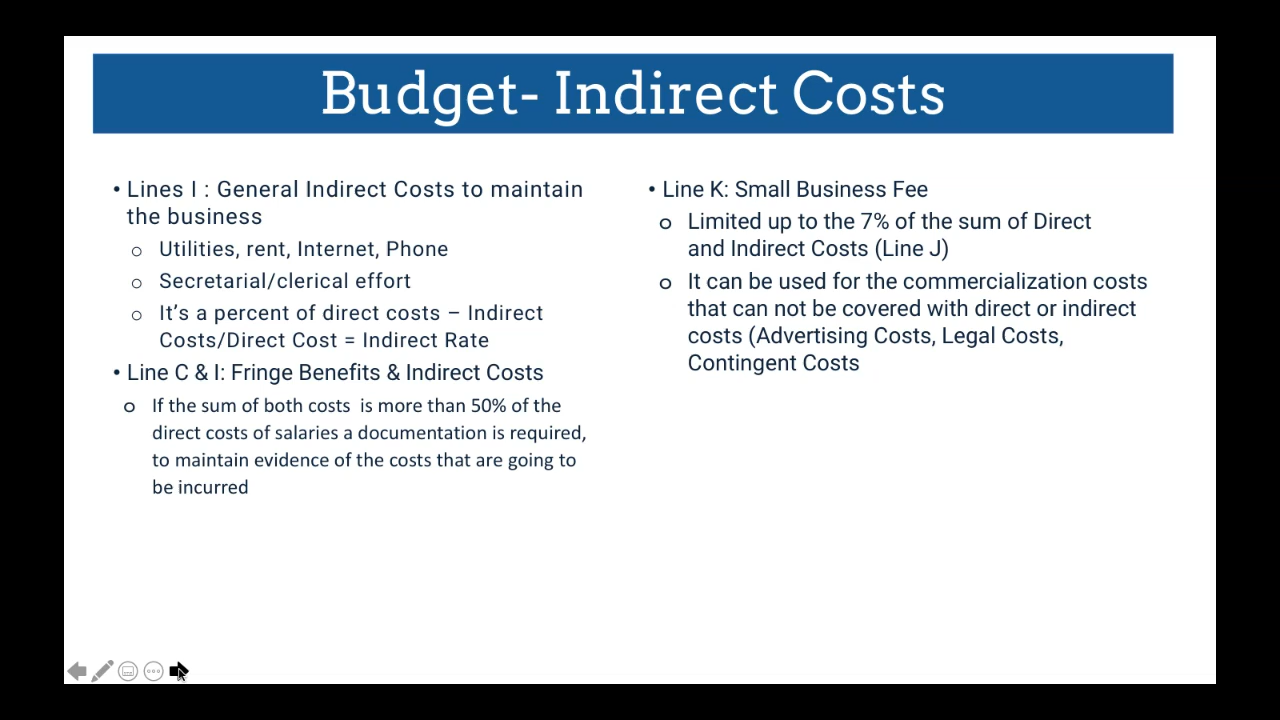 Budget- Indirect Costs
• Lines I : General Indirect Costs to maintain
the business
o Utilities, rent, Internet, Phone
o Secretarial/clerical effort
o It’s a percent of direct costs – Indirect
Costs/Direct Cost = Indirect Rate
• Line C & I: Fringe Benefits & Indirect Costs
o If the sum of both costs  is more than 50% of the
direct costs of salaries a documentation is required,
to maintain evidence of the costs that are going to
be incurred
• Line K: Small Business Fee
o Limited up to the 7% of the sum of Direct
and Indirect Costs (Line J)
o It can be used for the commercialization costs
that can not be covered with direct or indirect
costs (Advertising Costs, Legal Costs,
Contingent Costs